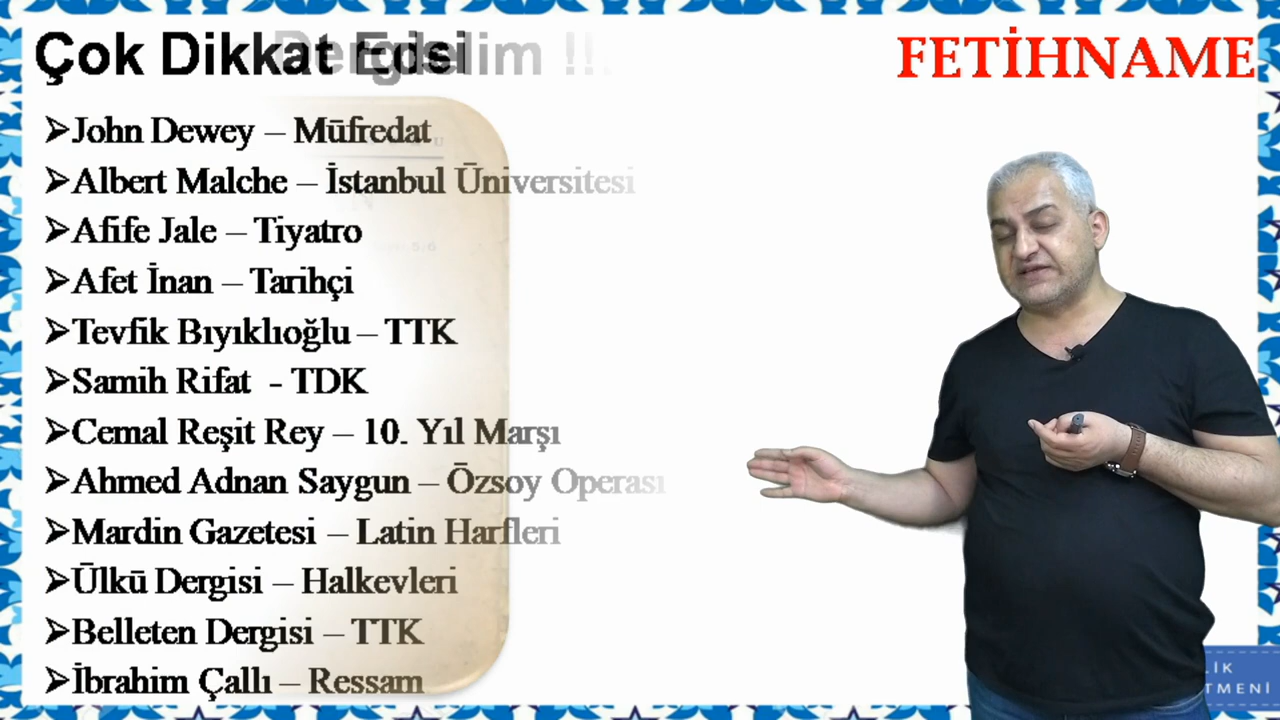 Çok Dikkat Edelim !!!
FETİHNAME
➢John Dewey – Müfredat
➢Albert Malche – İstanbul Üniversitesi
➢Afife Jale – Tiyatro
➢Afet İnan – Tarihçi
➢Tevfik Bıyıklıoğlu – TTK
➢Samih Rifat - TDK
➢Cemal Reşit Rey – 10. Yıl Marşı
➢Ahmed Adnan Saygun – Özsoy Operası
➢Mardin Gazetesi – Latin Harfleri
➢Ülkü Dergisi – Halkevleri
➢Belleten Dergisi – TTK
➢İbrahim Çallı – Ressam
LİK
TMENİ